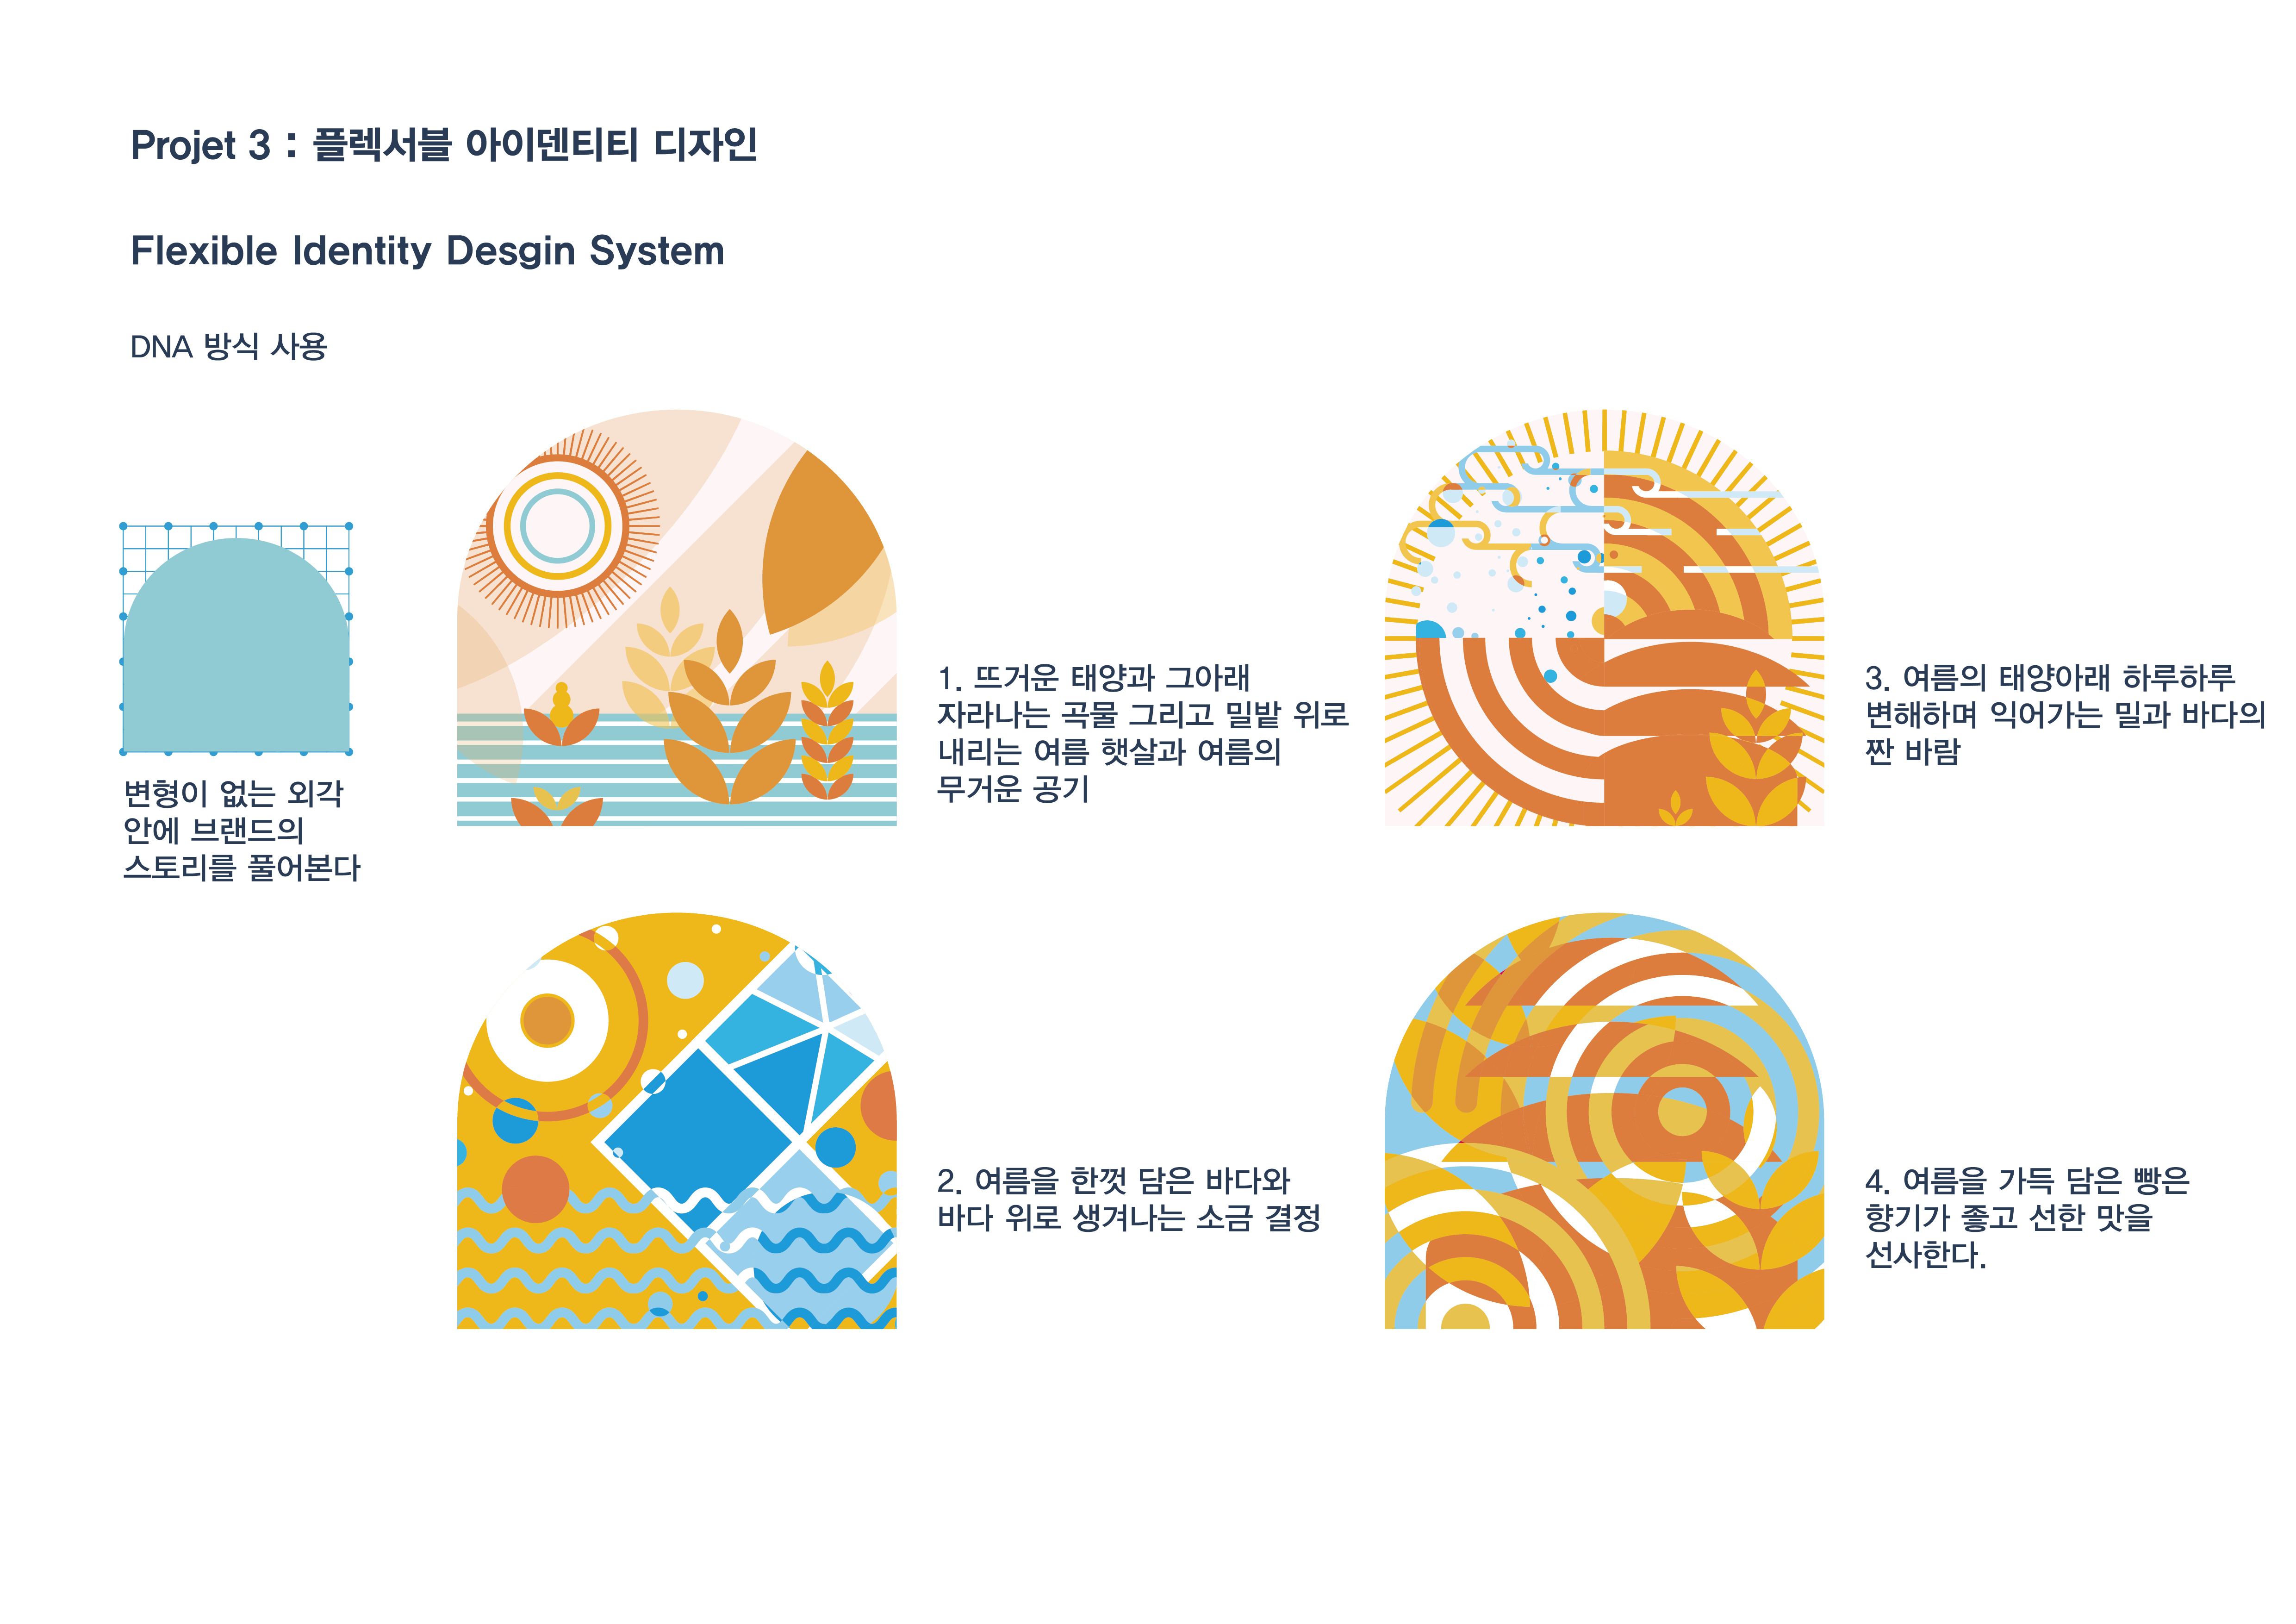 Projet 3 : 플렉서블 아이덴티티 디자인
Flexible Identity Desgin System
DNA 방식 사용
변형이 없는 외각
안에 브랜드의
스토리를 풀어본다
1. 뜨거운 태양과 그아래
자라나는 곡물 그리고 밀밭 위로
내리는 여름 햇살과 여름의
무거운 공기
2. 여름을 한껏 담은 바다와
바다 위로 생겨나는 소금 결정
3. 여름의 태양아래 하루하루
변해하며 익어가는 밀과 바다의
짠 바람
4. 여름을 가득 담은 빵은
향기가 좋고 선한 맛을
선사한다.